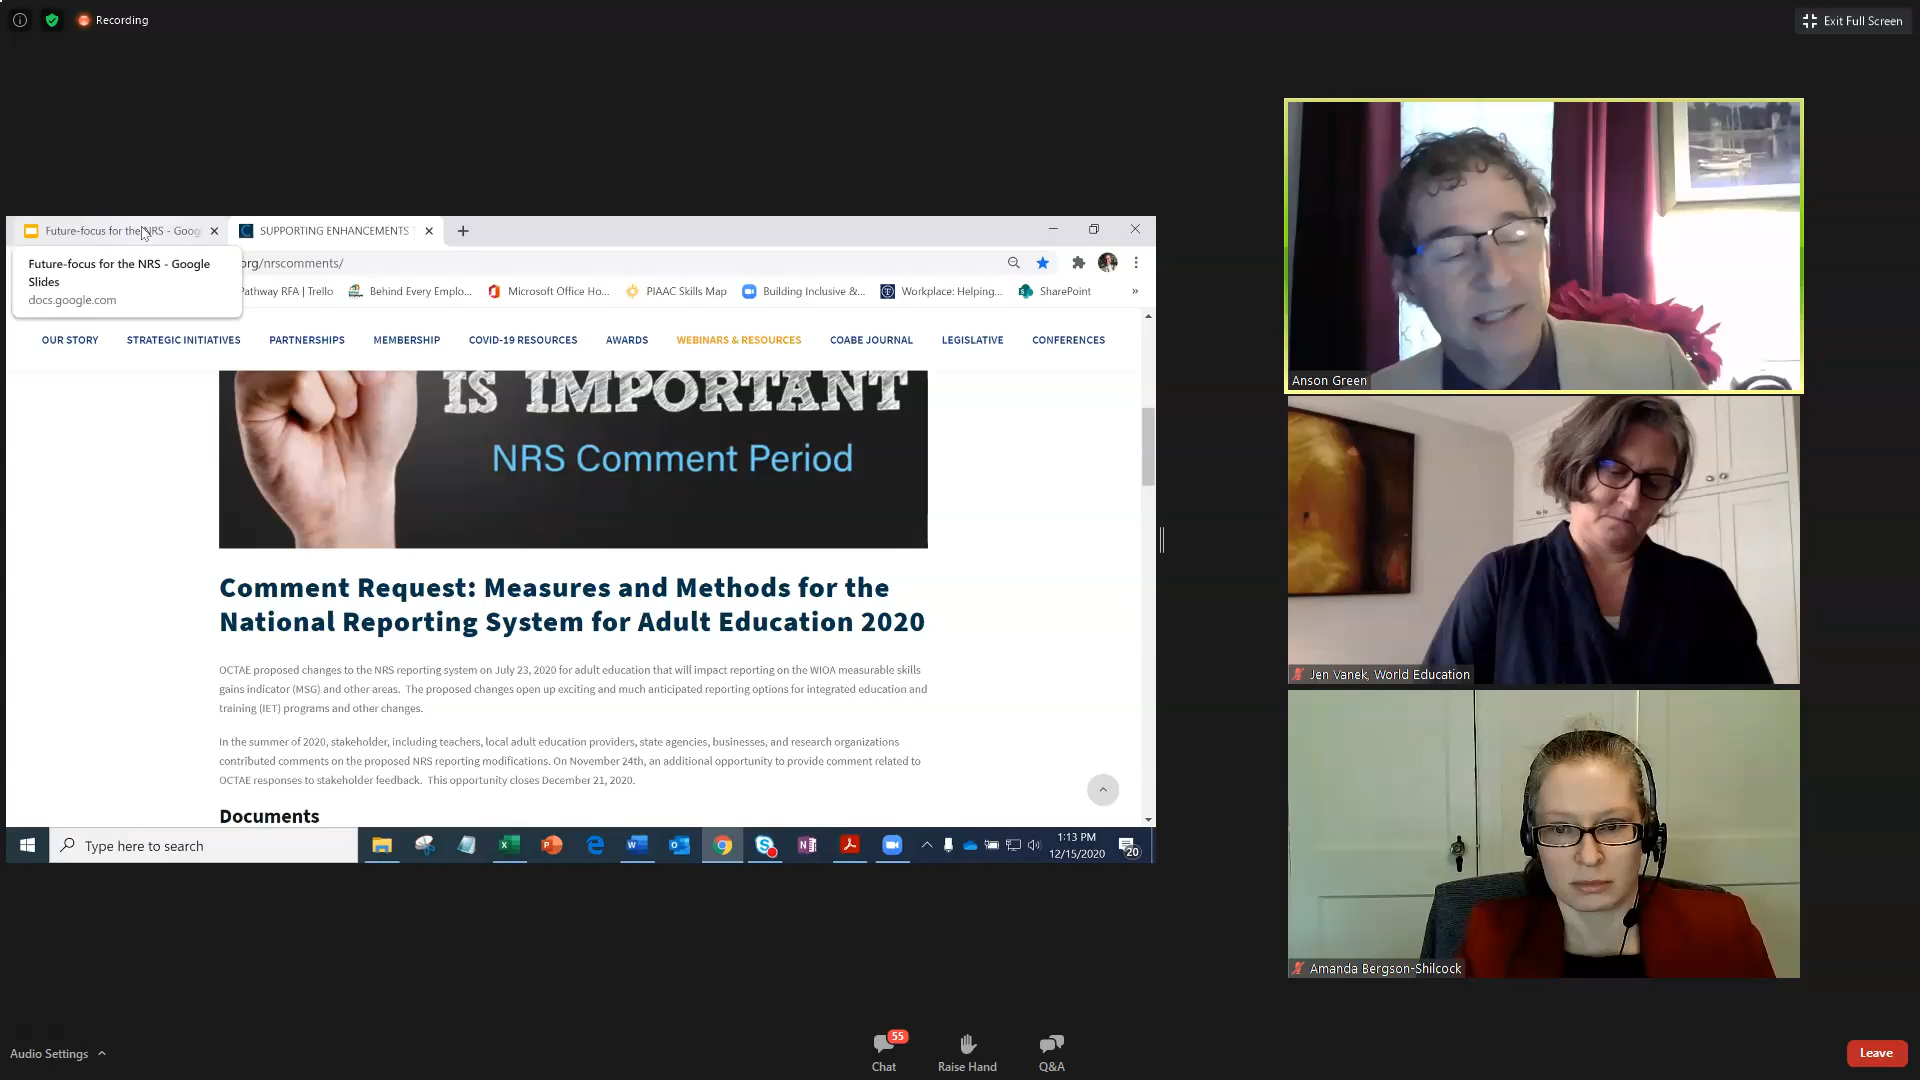 Recording
Exit Full Screen
Future-focus for the NRS - Goog
SUPPORTING ENHANCEMENTS
Future-focus for the NRS - Google
Slides
docs.google.com
org/nrscomments/
Pathway RFA | Trello
Behind Every Emplo...
Microsoft Office Ho...
PIAAC Skills Map
Building Inclusive &...
Workplace: Helping...
SharePoint
»
OUR STORY
STRATEGIC INITIATIVES
PARTNERSHIPS
MEMBERSHIP
COVID-19 RESOURCES
AWARDS
WEBINARS & RESOURCES
COABE JOURNAL
LEGISLATIVE
CONFERENCES
IS IMPORTANT
NRS Comment Period
Comment Request: Measures and Methods for the
National Reporting System for Adult Education 2020
OCTAE proposed changes to the NRS reporting system on July 23, 2020 for adult education that will impact reporting on the WIOA measurable skills
gains indicator (MSG) and other areas. The proposed changes open up exciting and much anticipated reporting options for integrated education and
training (IET) programs and other changes.
In the summer of 2020, stakeholder, including teachers, local adult education providers, state agencies, businesses, and research organizations
contributed comments on the proposed NRS reporting modifications. On November 24th, an additional opportunity to provide comment related to
OCTAE responses to stakeholder feedback. This opportunity closes December 21, 2020.
Documents
Type here to search
1:13 PM
12/15/2020
20
Anson Green
Jen Vanek, World Education
Amanda Bergson-Shilcock
Audio Settings
55
Chat
Raise Hand
Q&A
Leave